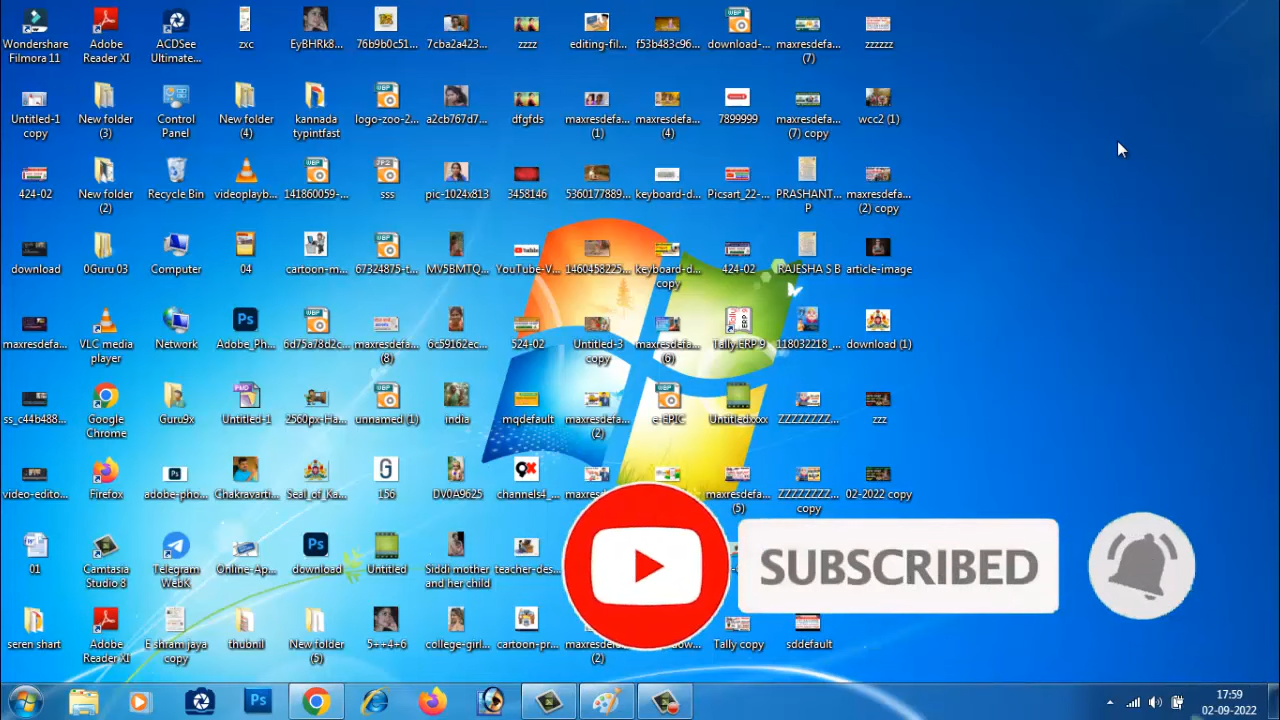 Wondershare
Filmora 11
Adobe
Reader XI
ACDSee
Ultimate...
zxc
EyBHRk8...
76b9b0c51...
7cba2a423...
zzzz
editing-fil...
f53b483c96...
download-...
maxresdefa...
(7)
zzzzzz
Untitled-1
copy
New folder
(3)
Control
Panel
New folder
(4)
kannada
typintfast
logo-zoo-2...
a2cb767d7...
dfgfds
maxresdefa...
(1)
maxresdefa...
(4)
7899999
maxresdefa...
(7) copy
wcc2 (1)
424-02
New folder
(2)
Recycle Bin
videoplayb...
141860059-...
sss
pic-1024x813
3458146
5360177889...
keyboard-d...
Picsart_22-...
PRASHANT...
P
maxresdefa...
(2) copy
download
0Guru 03
Computer
04
cartoon-m...
67324875-t...
MV5BMTQ...
YouTube-V...
1460458225...
keyboard-d...
copy
424-02
RAJESHA S B
article-image
maxresdefa...
VLC media
player
Network
Adobe_Ph...
6d75a78d2c...
maxresdefa...
(8)
6c59162ec...
524-02
Untitled-3
copy
maxresdefa...
(6)
Tally.ERP 9
118032218_...
download (1)
ss_c44b488...
Google
Chrome
Guru9x
Untitled-1
2560px-Ha...
unnamed (1)
india
mqdefault
maxresdefa...
(2)
e-EPIC
Untitledxxx
ZZZZZZZZ...
zzz
video-edito...
Firefox
adobe-pho...
Chakravarti...
Seal_of_Ka...
156
DV0A9625
channels4_...
maxresdefa...
(5)
ZZZZZZZZ...
copy
02-2022 copy
01
Camtasia
Studio 8
Telegram
WebK
Online-Ap...
download
Untitled
Siddi mother
and her child
teacher-des...
SUBSCRIBED
seren shart
Adobe
Reader XI
E shram jaya
copy
thubnil
New folder
(5)
5++4+6
college-girl...
cartoon-pr...
maxresdefa...
(2)
Tally copy
sddefault
17:59
02-09-2022